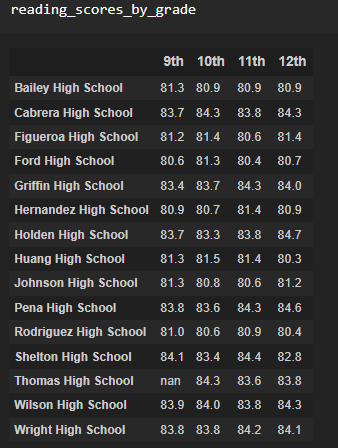 reading_scores_by_grade
9th 10th 11th 12th
Bailey High School 81.3 80.9 80.9 80.9
Cabrera High School 83.7 84.3 83.8 84.3
Figueroa High School 81.2 81.4 80.6 81.4
Ford High School 80.6 81.3 80.4 80.7
Griffin High School 83.4 83.7 84.3 84.0
Hernandez High School 80.9 80.7 81.4 80.9
Holden High School 83.7 83.3 83.8 84.7
Huang High School 81.3 81.5 81.4 80.3
Johnson High School 81.3 80.8 80.6 81.2
Pena High School 83.8 83.6 84.3 84.6
Rodriguez High School 81.0 80.6 80.9 80.4
Shelton High School 84.1 83.4 84.4 82.8
Thomas High School nan 84.3 83.6 83.8
Wilson High School 83.9 84.0 83.8 84.3
Wright High School 83.8 83.8 84.2 84.1